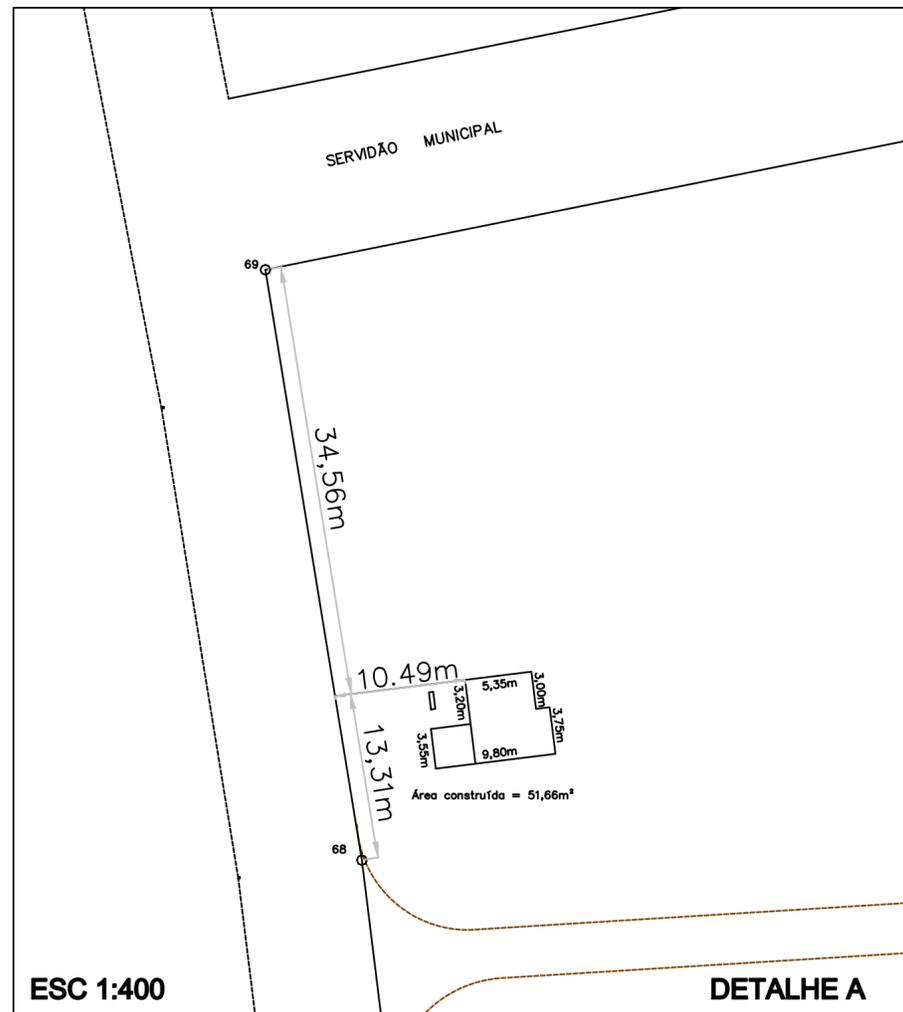 SERVIDÃO MUNICIPAL
69
34,56m
10.49m
5,35m
3,00m
3,20m
3,75m
3,55m
9,80m
13,31m
Área construída = 51,66m²
68
ESC 1:400
DETALHE A